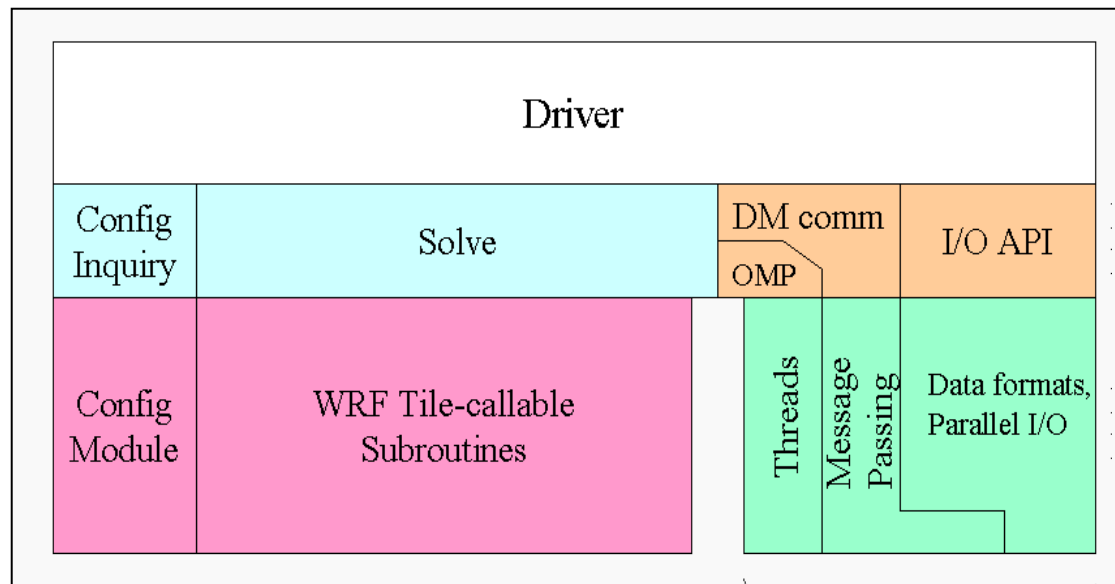 Driver
Config
Inquiry
Solve
DM comm
OMP
I/O API
Config
Module
WRF Tile-callable
Subroutines
Threads
Message
Passing
Data formats,
Parallel I/O